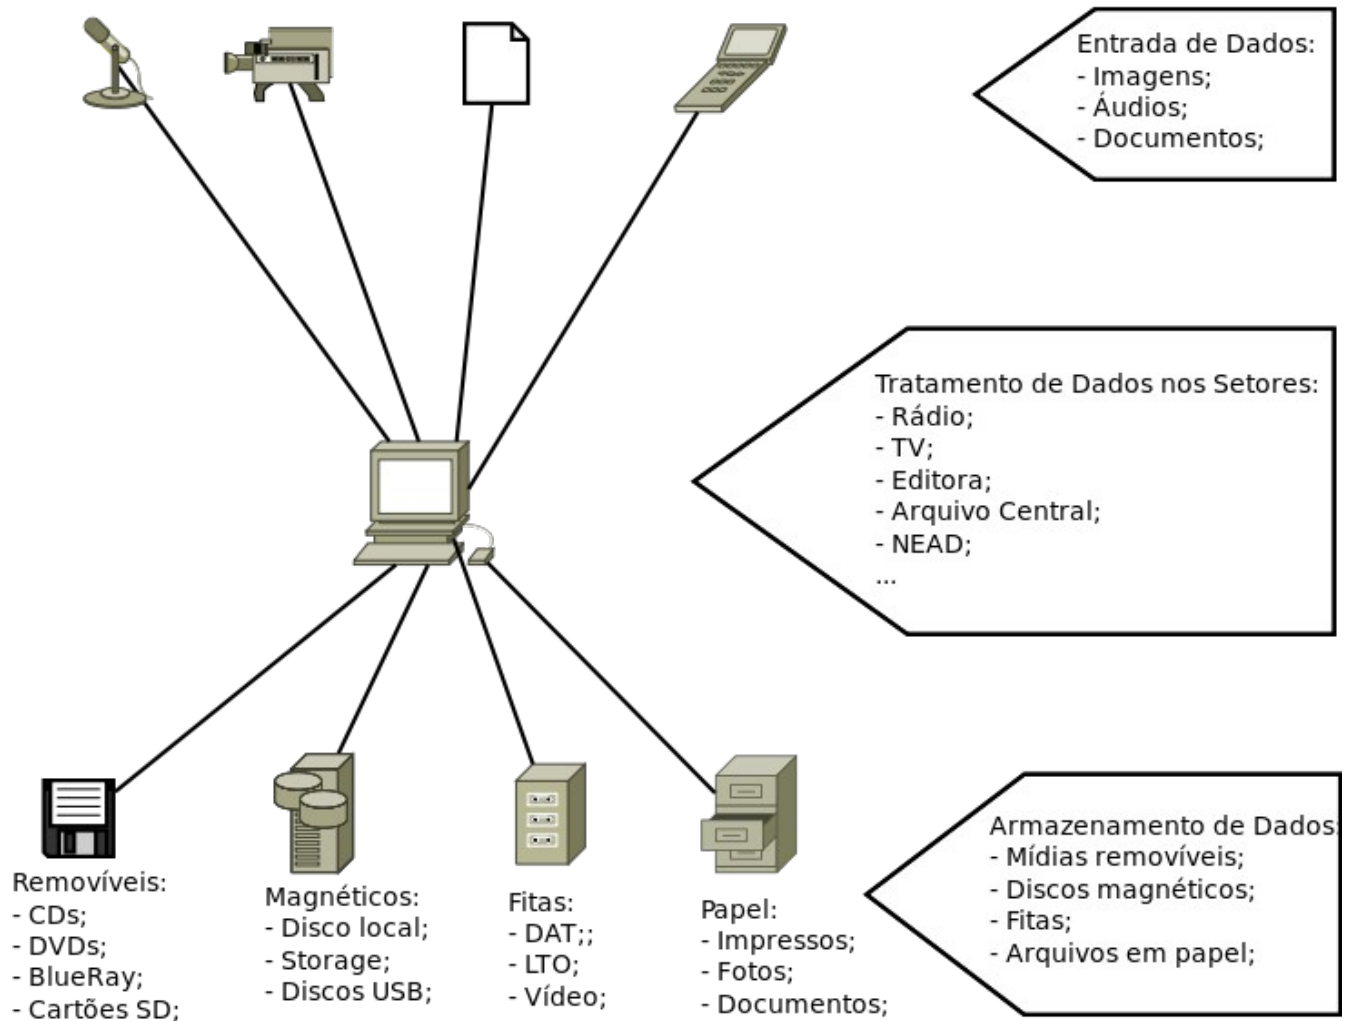 Entrada de Dados:
- Imagens;
- Áudios;
- Documentos;
Tratamento de Dados nos Setores:
- Rádio;
- TV;
- Editora;
- Arquivo Central;
- NEAD;
...
Removíveis:
- CDs;
- DVDs;
- BlueRay;
- Cartões SD;
Magnéticos:
- Disco local;
- Storage;
- Discos USB;
Fitas:
- DAT;;
- LTO;
- Vídeo;
Papel:
- Impressos;
- Fotos;
- Documentos;
Armazenamento de Dados:
- Mídias removíveis;
- Discos magnéticos;
- Fitas;
- Arquivos em papel;